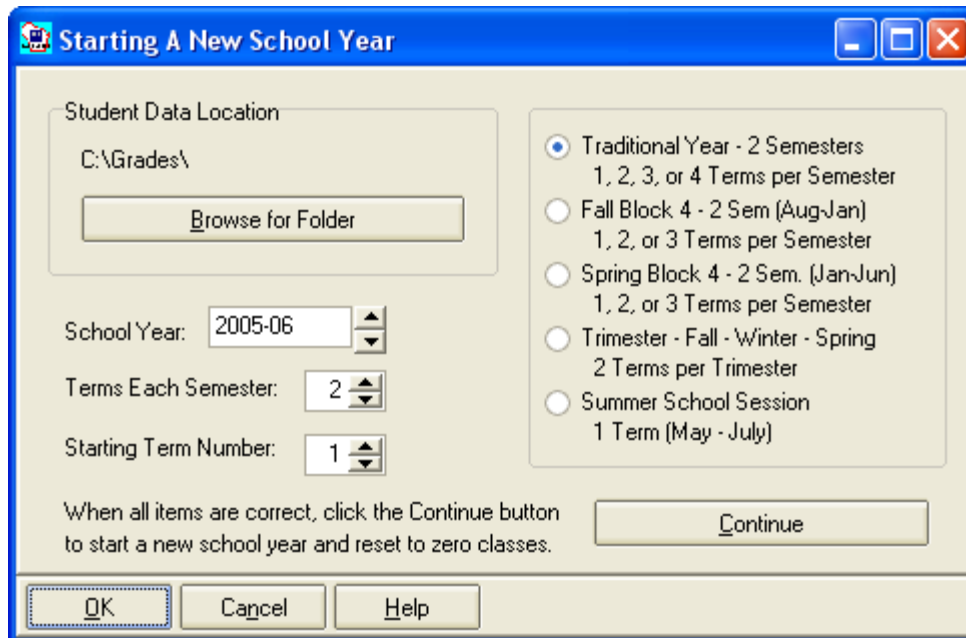 Starting A New School Year
Student Data Location
C:\Grades\
Browse for Folder
School Year: 2005-06
Terms Each Semester: 2
Starting Term Number: 1
Traditional Year - 2 Semesters
1, 2, 3, or 4 Terms per Semester
Fall Block 4 - 2 Sem (Aug-Jan)
1, 2, or 3 Terms per Semester
Spring Block 4 - 2 Sem. (Jan-Jun)
1, 2, or 3 Terms per Semester
Trimester - Fall - Winter - Spring
2 Terms per Trimester
Summer School Session
1 Term (May - July)
When all items are correct, click the Continue button
to start a new school year and reset to zero classes.
Continue
OK
Cancel
Help